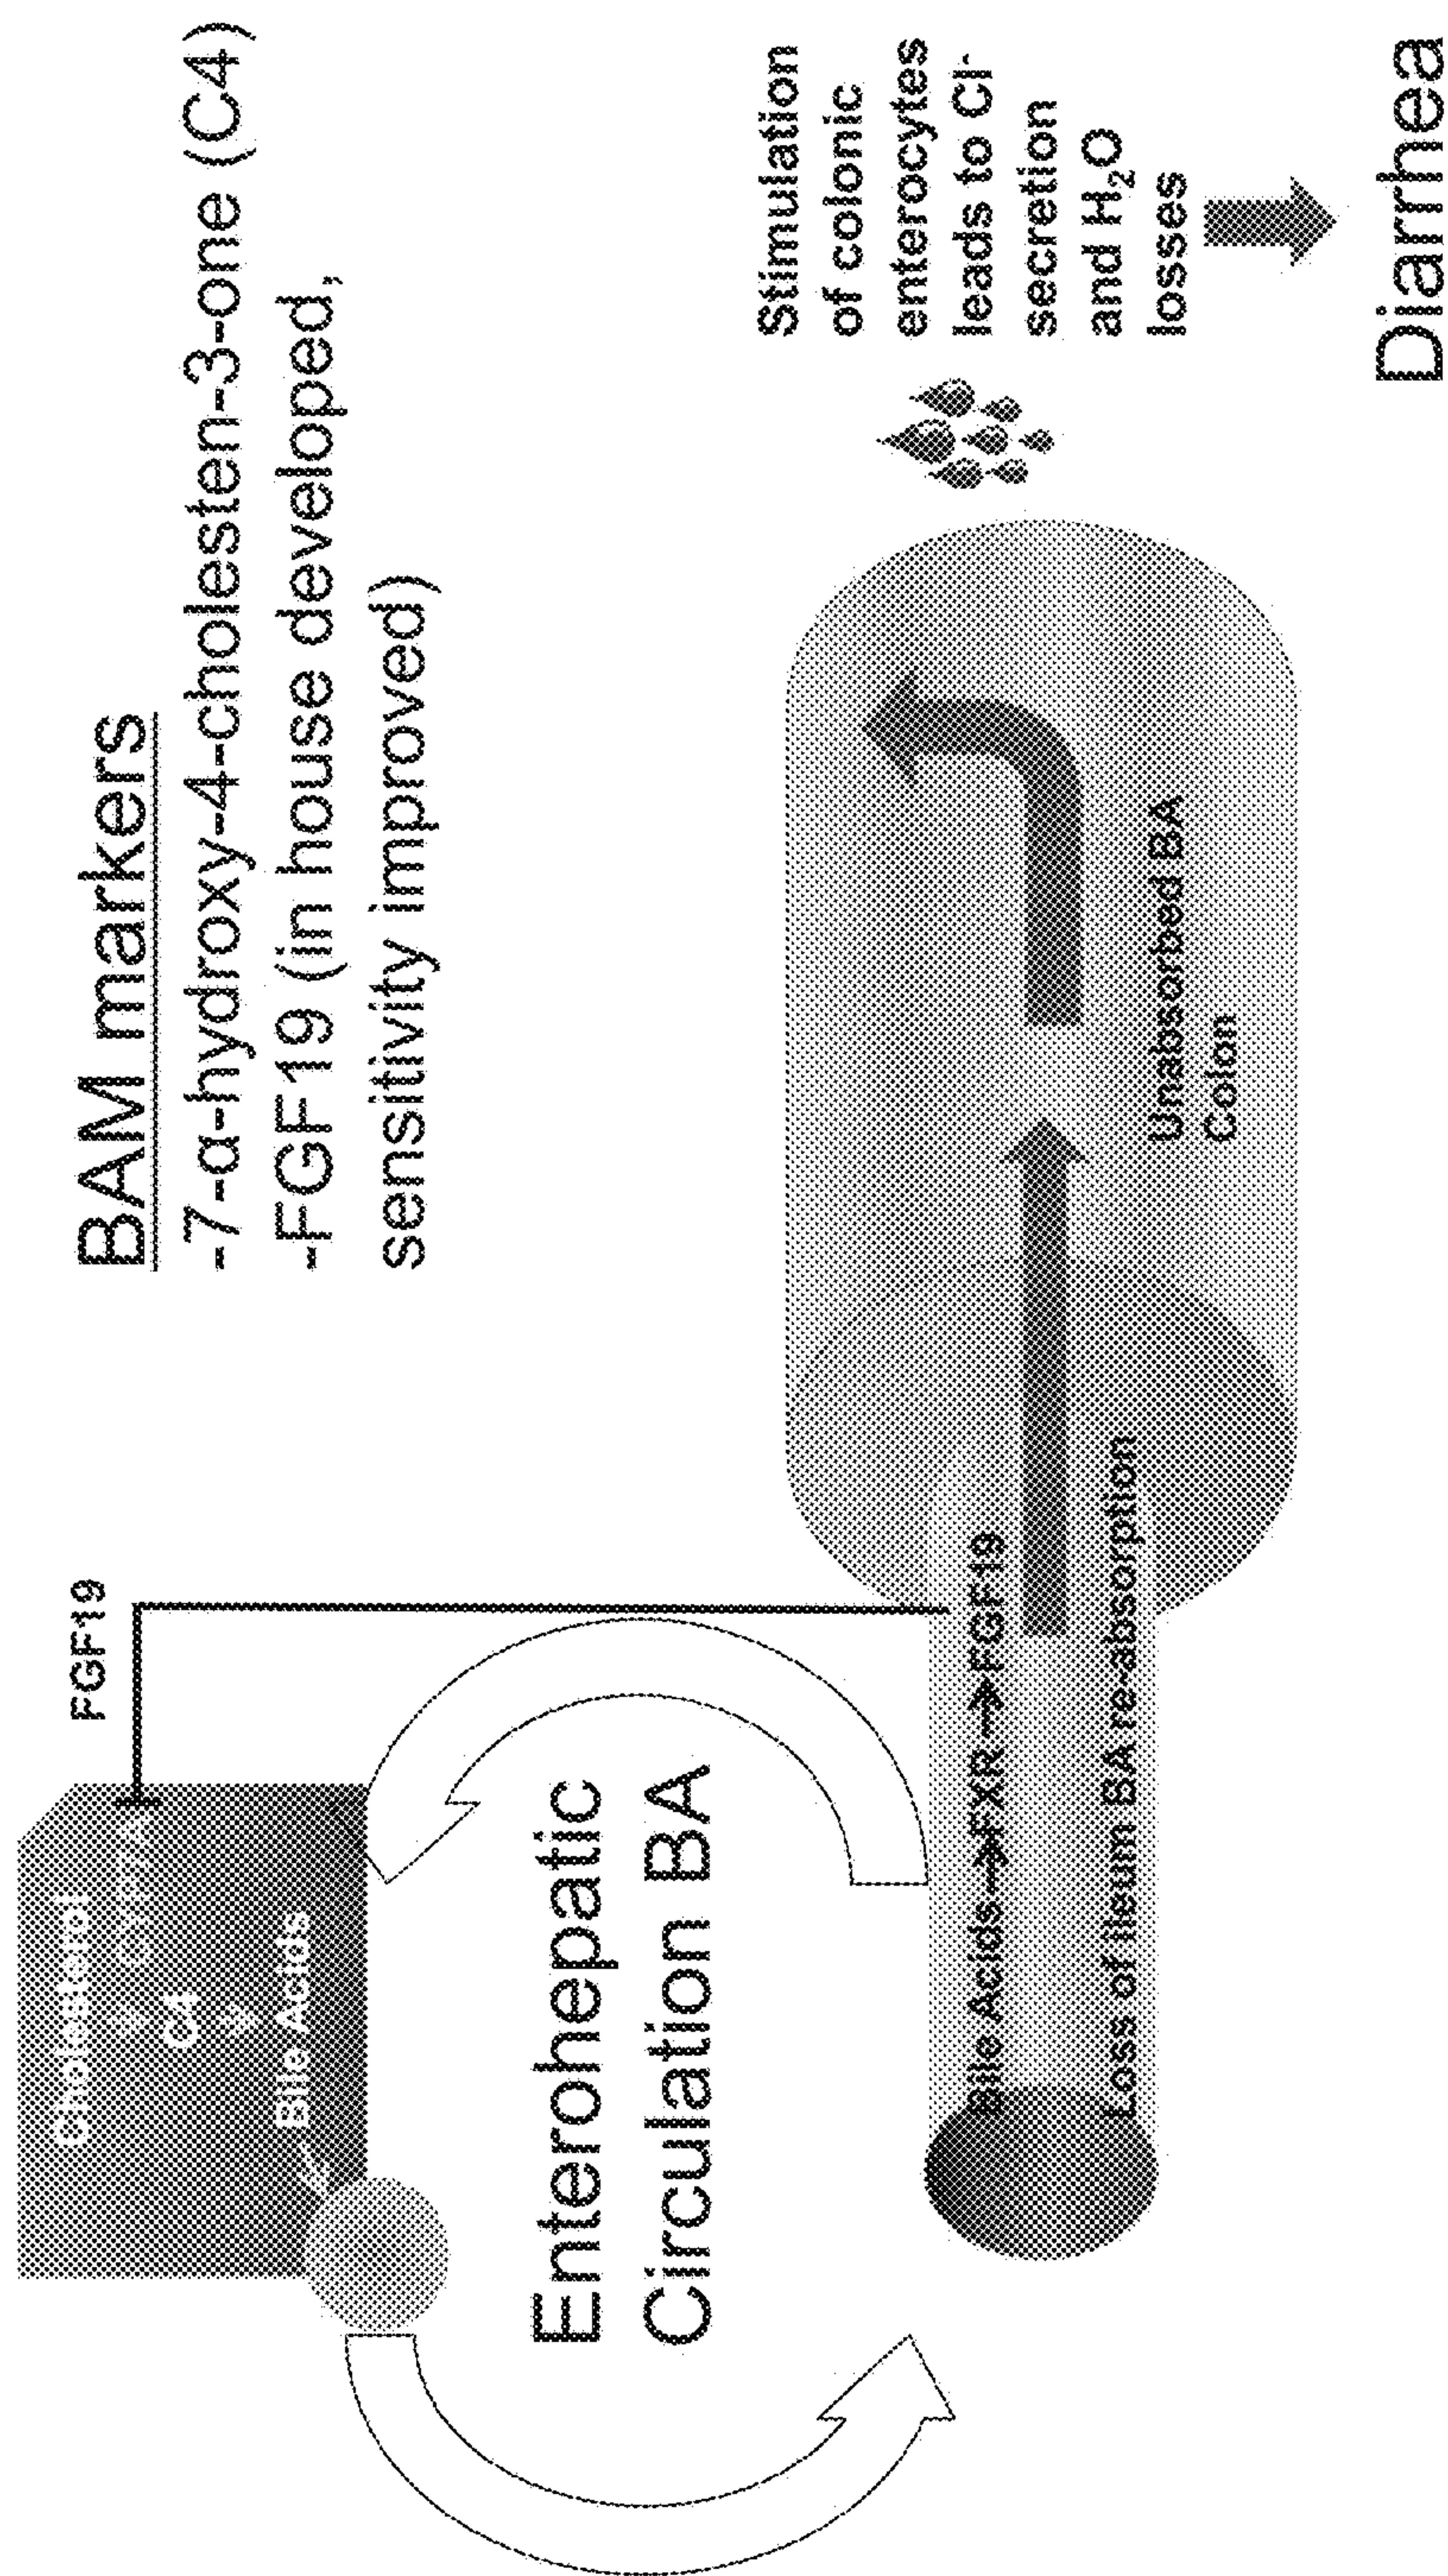 BAM markers
-7-α-hydroxy-4-cholesten-3-one (C4)
-FGF19 (in house developed,
sensitivity improved)
FGF19
Cholesterol
C4
Bile Acids
Enterohepatic
Circulation BA
Bile Acids→FXR→FGF19
Loss of Ileum BA re-absorption
Unabsorbed BA
Colon
Stimulation
of colonic
enterocytes
leads to Cl-
secretion
and H₂O
losses
Diarrhea